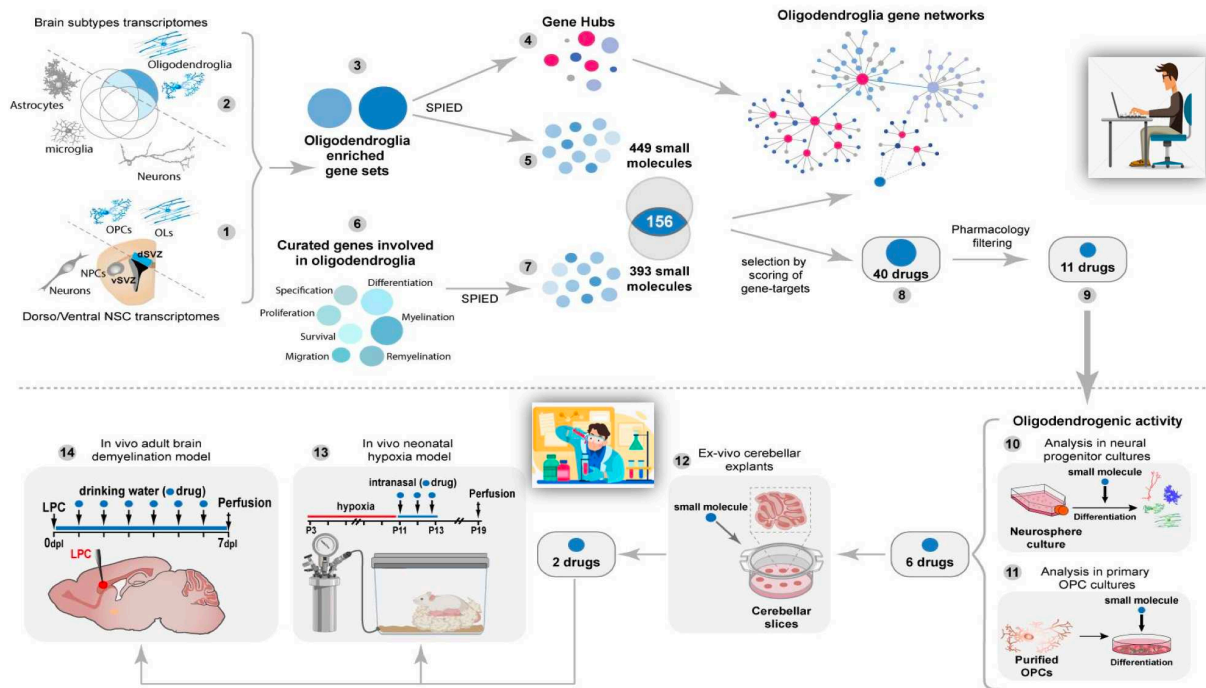 Brain subtypes transcriptomes
Oligodendroglia
2
Astrocytes
microglia
Neurons
OPCs
OLs
1
dSVZ
NPCs
vSVZ
Neurons
Dorso/Ventral NSC transcriptomes
3
Oligodendroglia
enriched
gene sets
SPIED
4
Gene Hubs
5
449 small
molecules
156
393 small
molecules
6
Curated genes involved
in oligodendroglia
Specification
Differentiation
Proliferation
Myelination
Survival
Migration
Remyelination
SPIED
7
Oligodendroglia gene networks
selection by
scoring of
gene-targets
40 drugs
8
Pharmacology
filtering
11 drugs
9
Oligodendrogenic activity
10
Analysis in neural
progenitor cultures
small molecule
Differentiation
Neurosphere
culture
11
Analysis in primary
OPC cultures
small molecule
Purified
OPCs
Differentiation
6 drugs
12
Ex-vivo cerebellar
explants
small molecule
Cerebellar
slices
2 drugs
13
In vivo neonatal
hypoxia model
intranasal (●drug)
Perfusion
hypoxia
P3
P11
P13
P19
14
In vivo adult brain
demyelination model
drinking water (●drug)
LPC
Perfusion
0dpl
7dpl
LPC